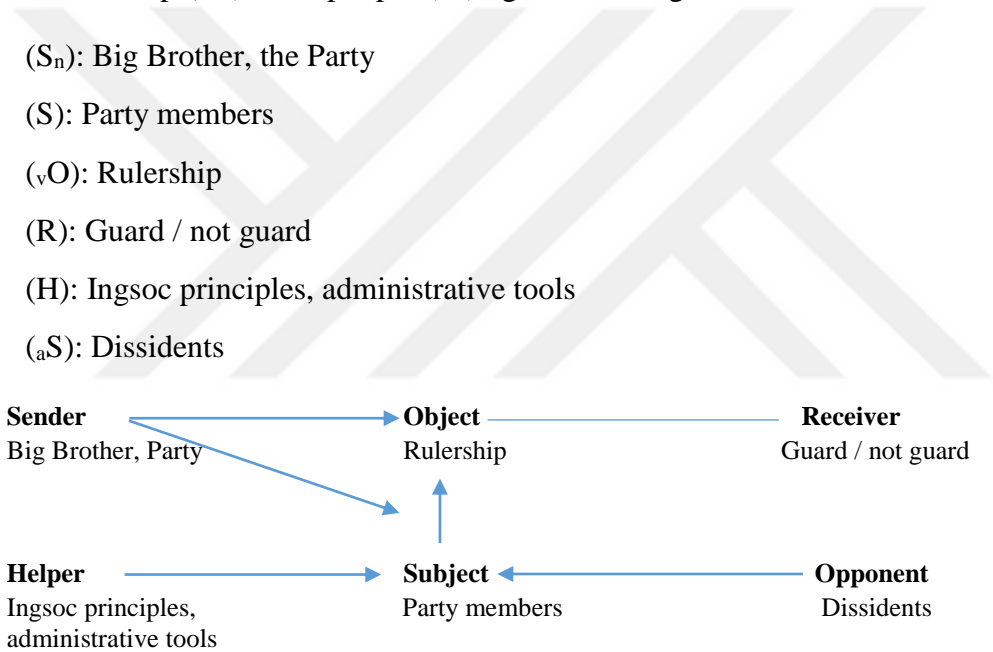 (Sn): Big Brother, the Party
(S): Party members
(vO): Rulership
(R): Guard / not guard
(H): Ingsoc principles, administrative tools
(aS): Dissidents
Sender Object Receiver
Big Brother, Party Rulership Guard / not guard
Helper Subject Opponent
Ingsoc principles, Party members Dissidents
administrative tools